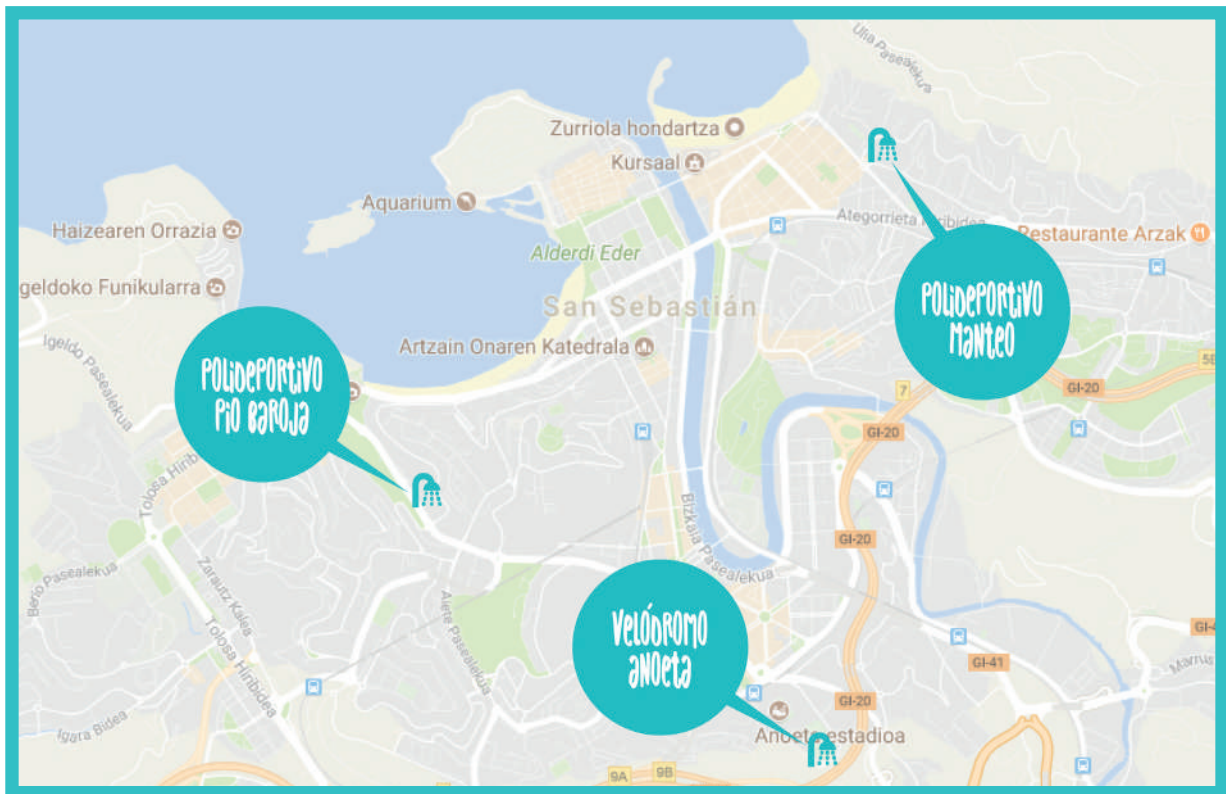 Ulia Pasealekua
Zurriola hondartza
Kursaal
Aquarium
Ategorrieta Hiribidea
Haizearen Orrazia
Restaurante Arzak
Alderdi Eder
geldoko Funikularra
San Sebastián
POLIDEPORTIVO
MANTEO
Igeldo Pasealekua
Artzain Onaren Katedrala
POLIDEPORTIVO
PIO BAROJA
7
GI-20
GI-20
Tolosa Hiribidea
Bizkaia Pasealekua
GI-20
Berio Pasealekua
Zarautz Kalea
Aiete Pasealekua
VELÓDROMO
ANOETA
Tolosa Hiribidea
GI-41
GI-20
Igara Bidea
Anoeta estadioa
9A
9B